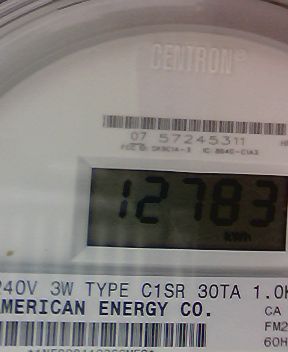 CENTRON®
07 57245311
12783
kWh
240V 3W TYPE C1SR 30TA 1.0K
AMERICAN ENERGY CO.
CA
FM2
60H